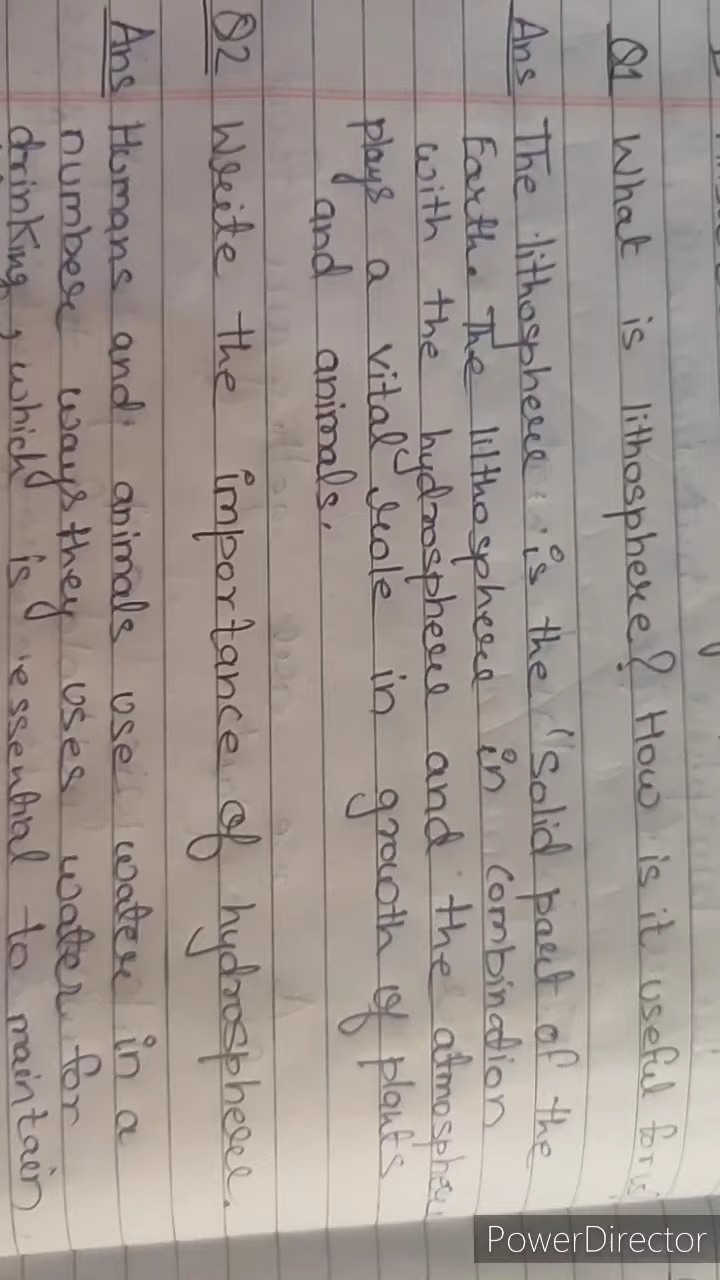 Q1 What is lithosphere? How is it useful for
Ans The lithosphere is the "Solid part of the
Earth. The lilthosphere in combination
with the hydrosphere and the atmosphere
plays a vital role in growth of plants
and animals.
Q2 Write the importance of hydrosphere.
Ans Humans and animals use water in a
number ways they uses water for
drinking, which is essential to maintain
PowerDirector